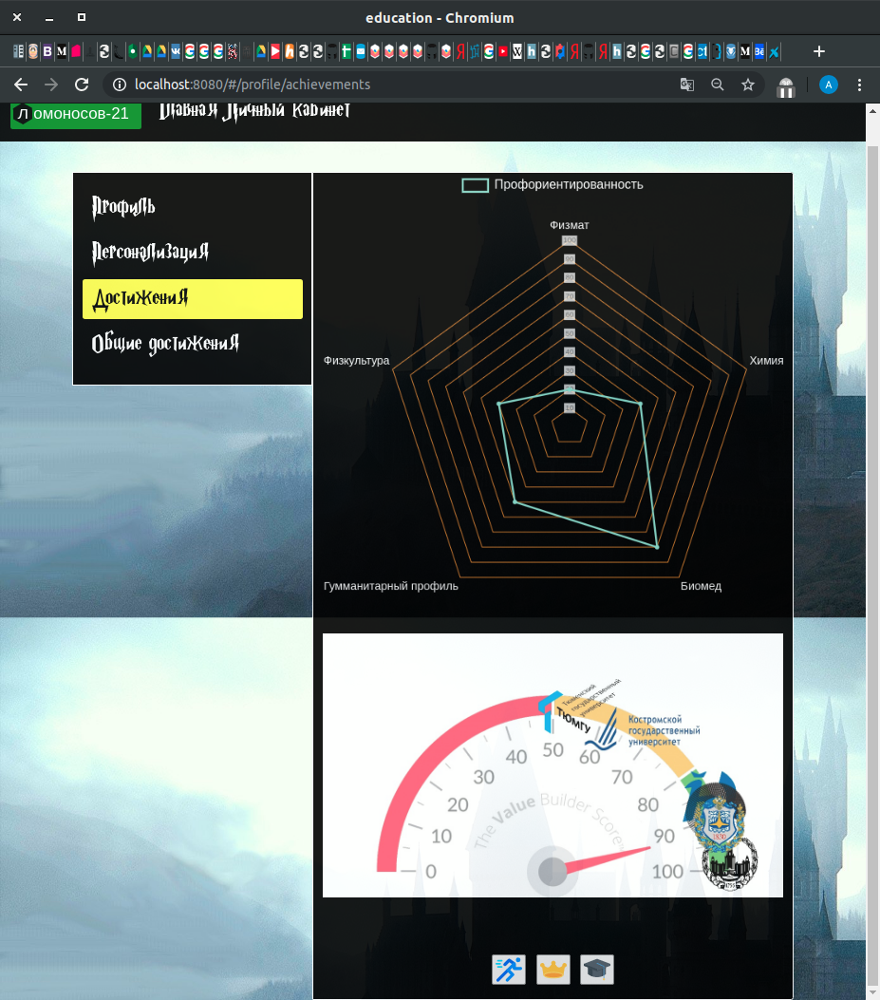 education - Chromium
localhost:8080/#/profile/achievements
Ломоносов-21
Главная Личный Кабинет
Профиль
Персонализация
Достижения
Общие достижения
Профориентированность
Физмат
100
90
80
70
60
50
40
30
20
10
Физкультура
Химия
Гумманитарный профиль
Биомед
Тюменский
государственный
университет
ТЮМГУ
Костромской
государственный
университет
0
10
20
30
40
50
60
70
80
90
100
The Value Builder Score
1830